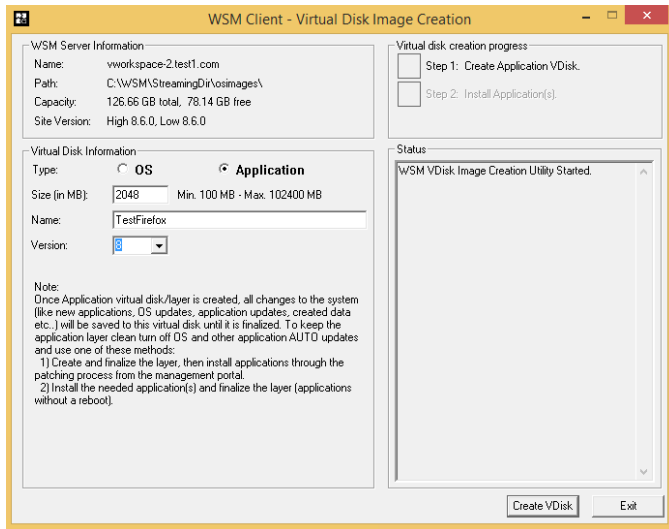 WSM Client - Virtual Disk Image Creation
WSM Server Information
Name: vworkspace-2.test1.com
Path: C:\WSM\StreamingDir\osimages\
Capacity: 126.66 GB total, 78.14 GB free
Site Version: High 8.6.0, Low 8.6.0
Virtual Disk Information
Type: OS Application
Size (in MB): 2048 Min. 100 MB - Max. 102400 MB
Name: TestFirefox
Version: 8
Note:
Once Application virtual disk/layer is created, all changes to the system
(like new applications, OS updates, application updates, created data
etc..) will be saved to this virtual disk until it is finalized. To keep the
application layer clean turn off OS and other application AUTO updates
and use one of these methods:
1) Create and finalize the layer, then install applications through the
patching process from the management portal.
2) Install the needed application(s) and finalize the layer (applications
without a reboot).
Virtual disk creation progress
Step 1: Create Application VDisk.
Step 2: Install Application(s).
Status
WSM VDisk Image Creation Utility Started.
Create VDisk
Exit